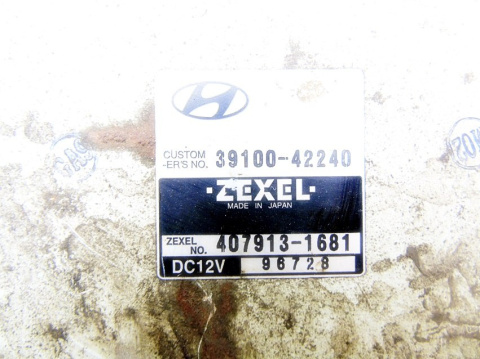 CUSTOM
-ER'S NO. 39100-42240
·ZEXEL·
MADE IN JAPAN
ZEXEL
NO. 407913-1681
DC12V 96728